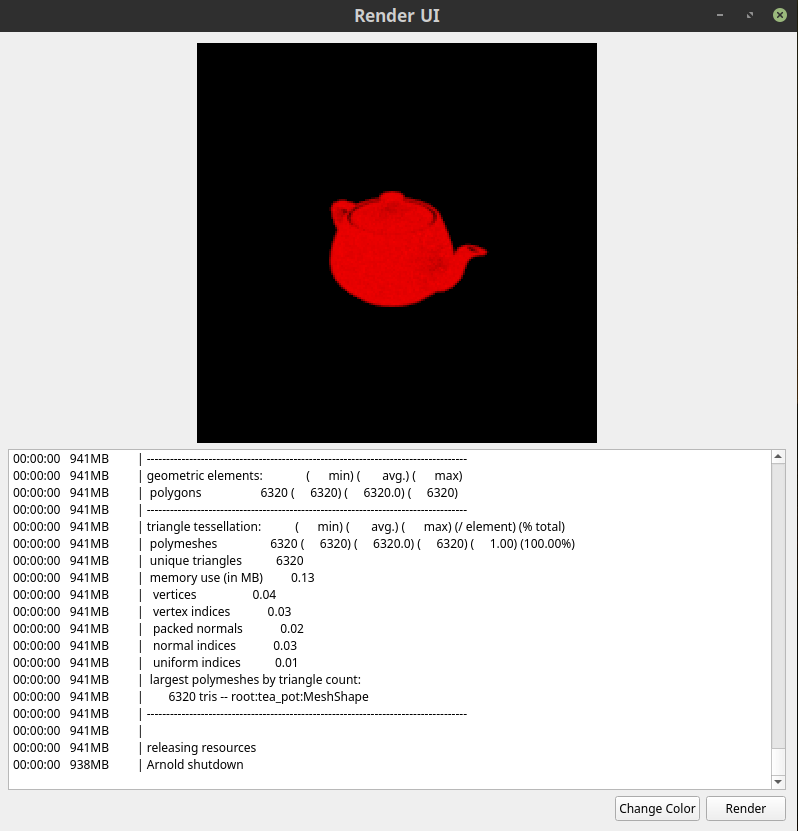 Render UI
00:00:00 941MB | -----------------------------------------------------------------------------------
00:00:00 941MB | geometric elements: ( min) ( avg.) ( max)
00:00:00 941MB | polygons 6320 ( 6320) ( 6320.0) ( 6320)
00:00:00 941MB | -----------------------------------------------------------------------------------
00:00:00 941MB | triangle tessellation: ( min) ( avg.) ( max) (/ element) (% total)
00:00:00 941MB | polymeshes 6320 ( 6320) ( 6320.0) ( 6320) ( 1.00) (100.00%)
00:00:00 941MB | unique triangles 6320
00:00:00 941MB | memory use (in MB) 0.13
00:00:00 941MB | vertices 0.04
00:00:00 941MB | vertex indices 0.03
00:00:00 941MB | packed normals 0.02
00:00:00 941MB | normal indices 0.03
00:00:00 941MB | uniform indices 0.01
00:00:00 941MB | largest polymeshes by triangle count:
00:00:00 941MB | 6320 tris -- root:tea_pot:MeshShape
00:00:00 941MB | -----------------------------------------------------------------------------------
00:00:00 941MB |
00:00:00 941MB | releasing resources
00:00:00 938MB | Arnold shutdown
Change Color Render